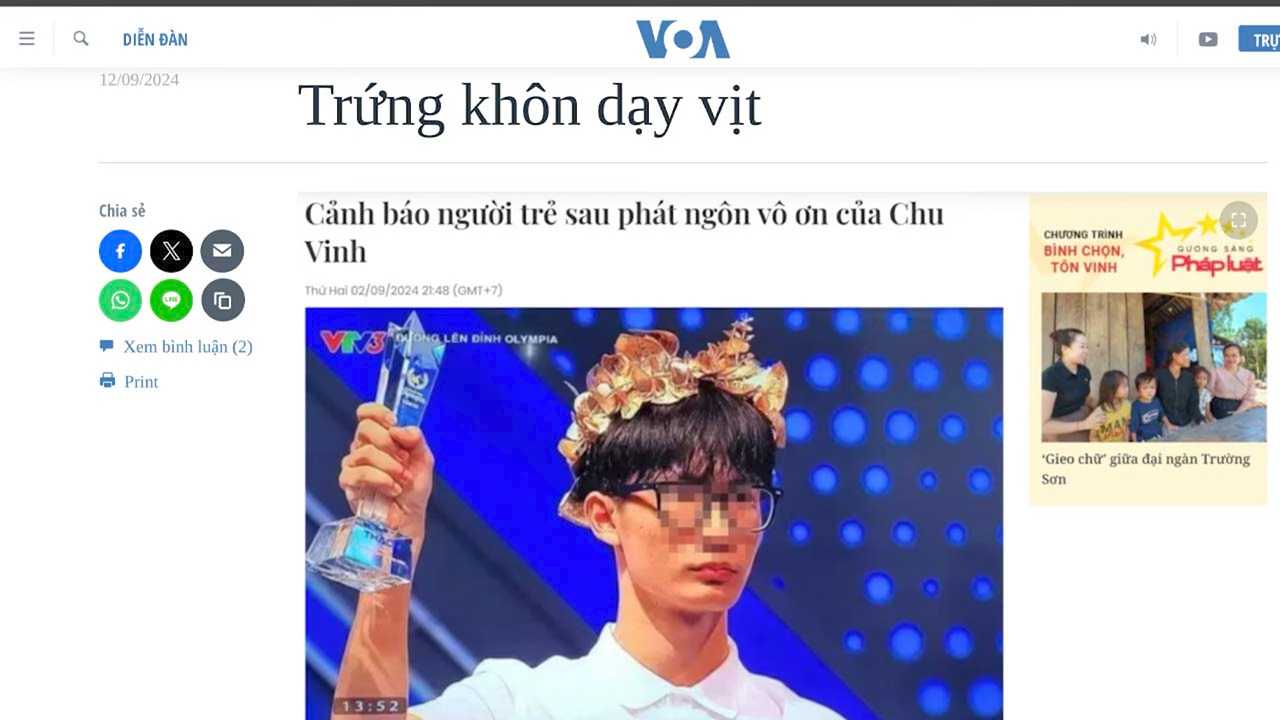 DIỄN ĐÀN
VOA
12/09/2024
Trứng khôn dạy vịt
Chia sẻ
Xem bình luận (2)
Print
Cảnh báo người trẻ sau phát ngôn vô ơn của Chu
Vinh
Thứ Hai 02/09/2024 21:48 (GMT+7)
VTV3 ĐƯỜNG LÊN ĐỈNH OLYMPIA
13:52
CHƯƠNG TRÌNH
BÌNH CHỌN,
TÔN VINH
GƯƠNG SÁNG
Pháp luật
'Gieo chữ' giữa đại ngàn Trường
Sơn